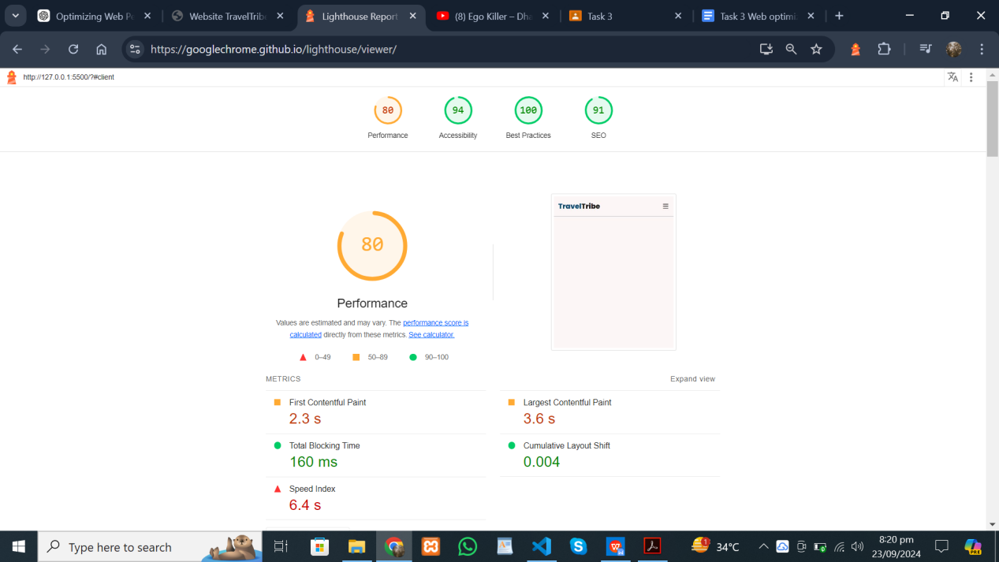 Optimizing Web Pe
Website TravelTribe
Lighthouse Report
(8) Ego Killer – Dha
Task 3
Task 3 Web optimi
https://googlechrome.github.io/lighthouse/viewer/
http://127.0.0.1:5500/?#client
80
94
100
91
Performance
Accessibility
Best Practices
SEO
TravelTribe
80
Performance
Values are estimated and may vary. The performance score is
calculated directly from these metrics. See calculator.
0–49
50–89
90–100
METRICS
Expand view
First Contentful Paint
2.3 s
Largest Contentful Paint
3.6 s
Total Blocking Time
160 ms
Cumulative Layout Shift
0.004
Speed Index
6.4 s
Type here to search
1
34°C
8:20 pm
23/09/2024
PRE